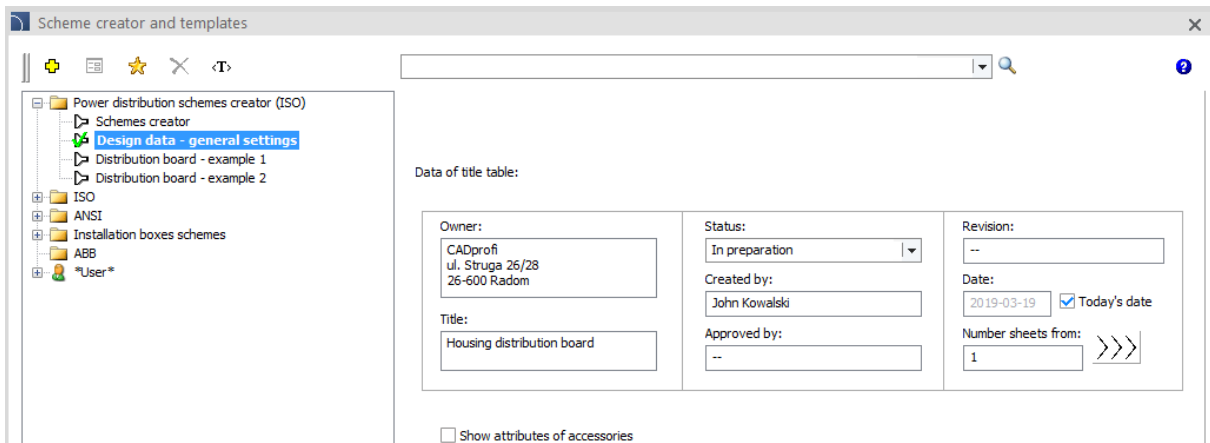 Scheme creator and templates
<T>
Power distribution schemes creator (ISO)
Schemes creator
Design data - general settings
Distribution board - example 1
Distribution board - example 2
ISO
ANSI
Installation boxes schemes
ABB
*User*
Data of title table:
Owner:
CADprofi
ul. Struga 26/28
26-600 Radom
Title:
Housing distribution board
Status:
In preparation
Created by:
John Kowalski
Approved by:
--
Revision:
--
Date:
2019-03-19
Today's date
Number sheets from:
1
Show attributes of accessories